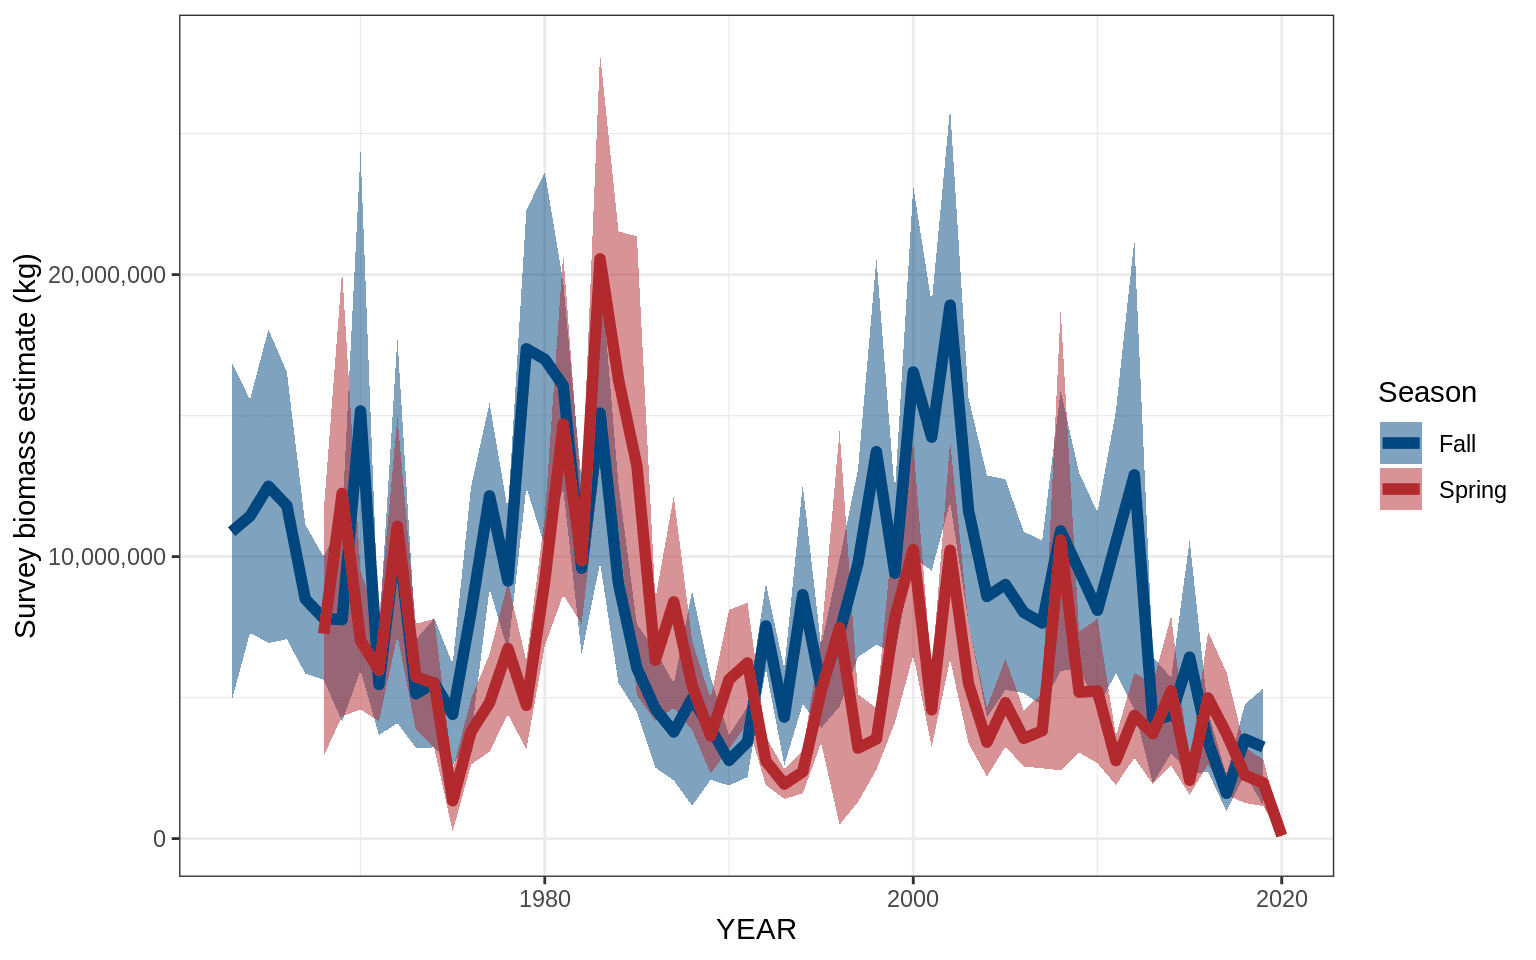 Survey biomass estimate (kg)
20,000,000
10,000,000
0
1980
2000
2020
YEAR
Season
Fall
Spring